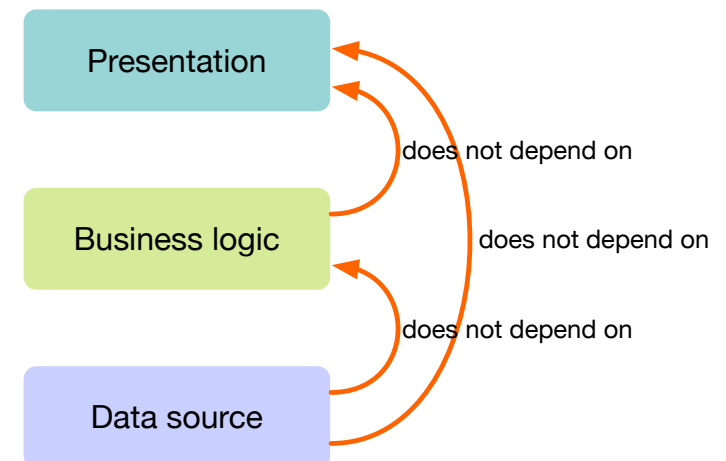 Presentation
does not depend on
Business logic
does not depend on
does not depend on
Data source